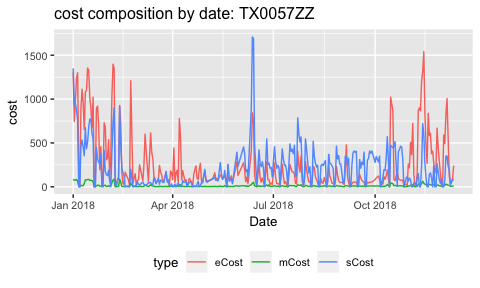 cost composition by date: TX0057ZZ
cost
1500
1000
500
0
Jan 2018 Apr 2018 Jul 2018 Oct 2018
Date
type eCost mCost sCost